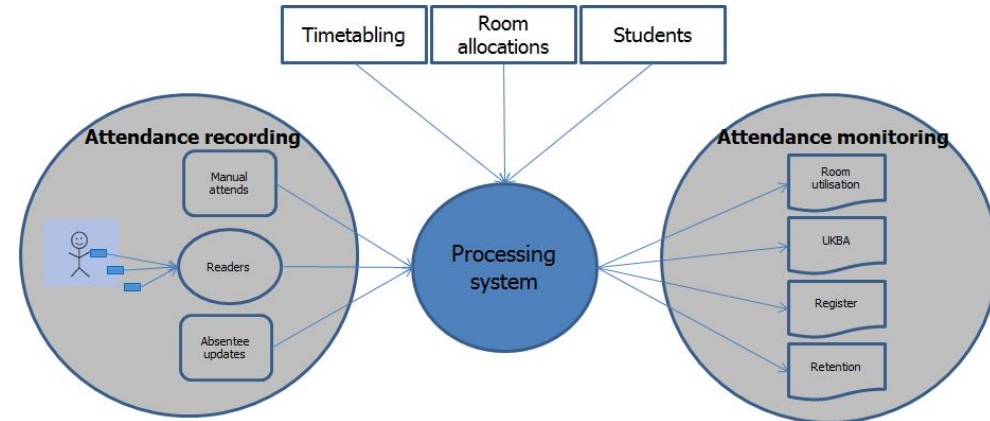 Timetabling
Room
allocations
Students
Attendance recording
Manual
attends
Readers
Absentee
updates
Processing
system
Attendance monitoring
Room
utilisation
UKBA
Register
Retention